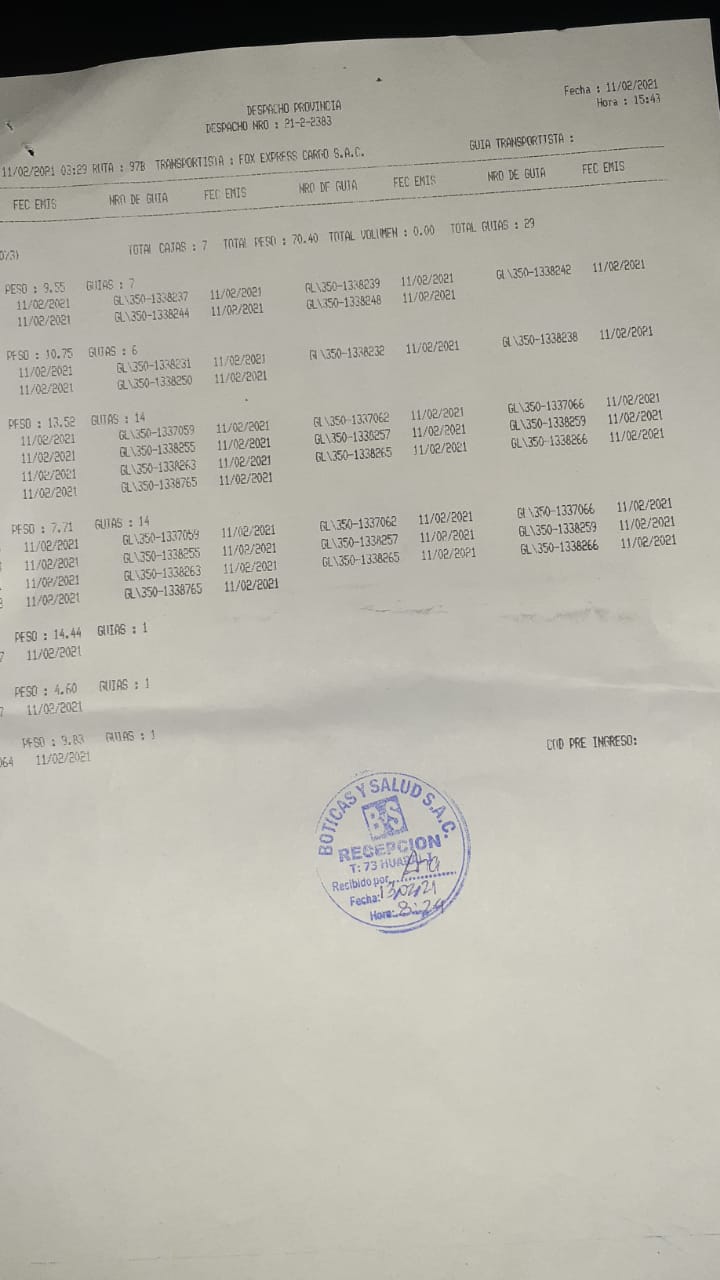 Fecha : 11/02/2021
Hora : 15:43
DESPACHO PROVINCIA
DESPACHO NRO : 21-2-2383
GUIA TRANSPORTISTA :
11/02/2021 03:29 RUTA : 97B TRANSPORTISTA : FOX EXPRESS CARGO S.A.C.
FEC EMIS NRO DE GUIA FEC EMIS NRO DE GUIA FEC EMIS NRO DE GUIA FEC EMIS
TOTAL CAJAS : 7 TOTAL PESO : 70.40 TOTAL VOLUMEN : 0.00 TOTAL GUIAS : 29
PESO : 9.55 GUIAS : 7
11/02/2021 GL\350-1338237 11/02/2021 GL\350-1338239 11/02/2021 GL\350-1338242 11/02/2021
11/02/2021 GL\350-1338244 11/02/2021 GL\350-1338248 11/02/2021
PESO : 10.75 GUIAS : 6
11/02/2021 GL\350-1338231 11/02/2021 GL\350-1338232 11/02/2021 GL\350-1338238 11/02/2021
11/02/2021 GL\350-1338250 11/02/2021
PESO : 13.52 GUIAS : 14
11/02/2021 GL\350-1337059 11/02/2021 GL\350-1337062 11/02/2021 GL\350-1337066 11/02/2021
11/02/2021 GL\350-1338255 11/02/2021 GL\350-1338257 11/02/2021 GL\350-1338259 11/02/2021
11/02/2021 GL\350-1338263 11/02/2021 GL\350-1338265 11/02/2021 GL\350-1338266 11/02/2021
11/02/2021 GL\350-1338765 11/02/2021
PESO : 7.71 GUIAS : 14
11/02/2021 GL\350-1337059 11/02/2021 GL\350-1337062 11/02/2021 GL\350-1337066 11/02/2021
11/02/2021 GL\350-1338255 11/02/2021 GL\350-1338257 11/02/2021 GL\350-1338259 11/02/2021
11/02/2021 GL\350-1338263 11/02/2021 GL\350-1338265 11/02/2021 GL\350-1338266 11/02/2021
11/02/2021 GL\350-1338765 11/02/2021
PESO : 14.44 GUIAS : 1
7 11/02/2021
PESO : 4.60 GUIAS : 1
7 11/02/2021
PESO : 9.83 GUIAS : 1
064 11/02/2021
COD PRE INGRESO:
BOTICAS Y SALUD S.A.C.
BS
RECEPCION
T: 73
Recibido por
Fecha: 13/02/21
Hora: 8:24